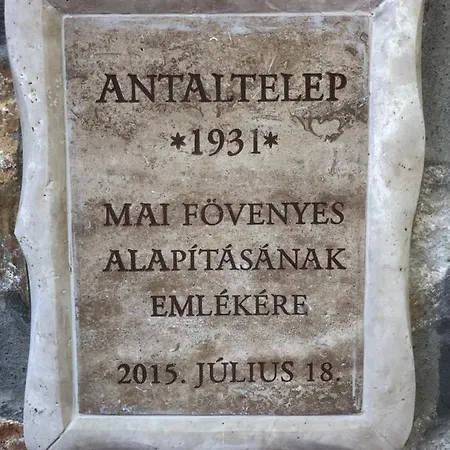 ANTALTELEP
*1931*
MAI FÖVENYES
ALAPÍTÁSÁNAK
EMLÉKÉRE
2015. JÚLIUS 18.